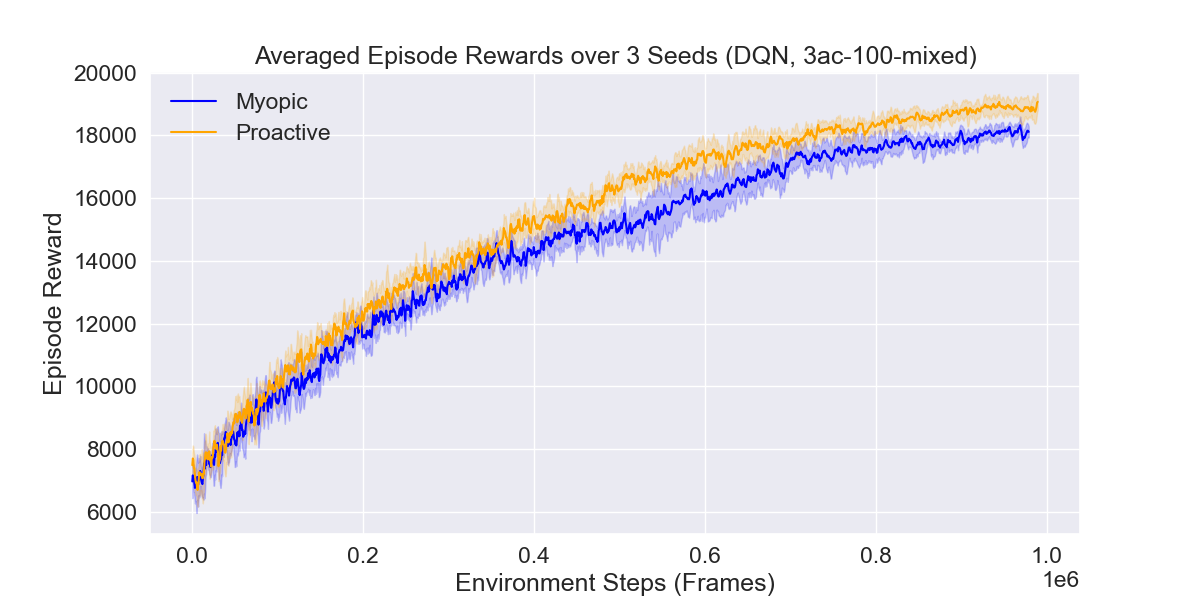 Averaged Episode Rewards over 3 Seeds (DQN, 3ac-100-mixed)
Myopic
Proactive
Episode Reward
20000
18000
16000
14000
12000
10000
8000
6000
0.0
0.2
0.4
0.6
0.8
1.0
1e6
Environment Steps (Frames)